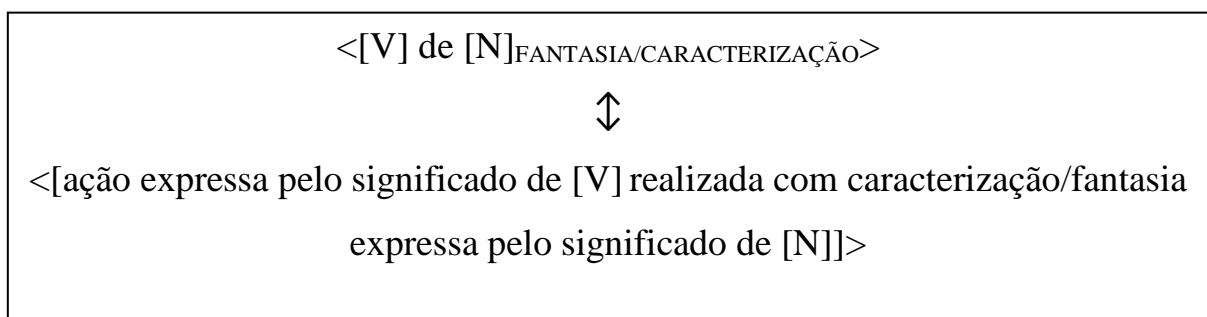 <[V] de [N]FANTASIA/CARACTERIZAÇÃO>
↕
<[ação expressa pelo significado de [V] realizada com caracterização/fantasia
expressa pelo significado de [N]]>